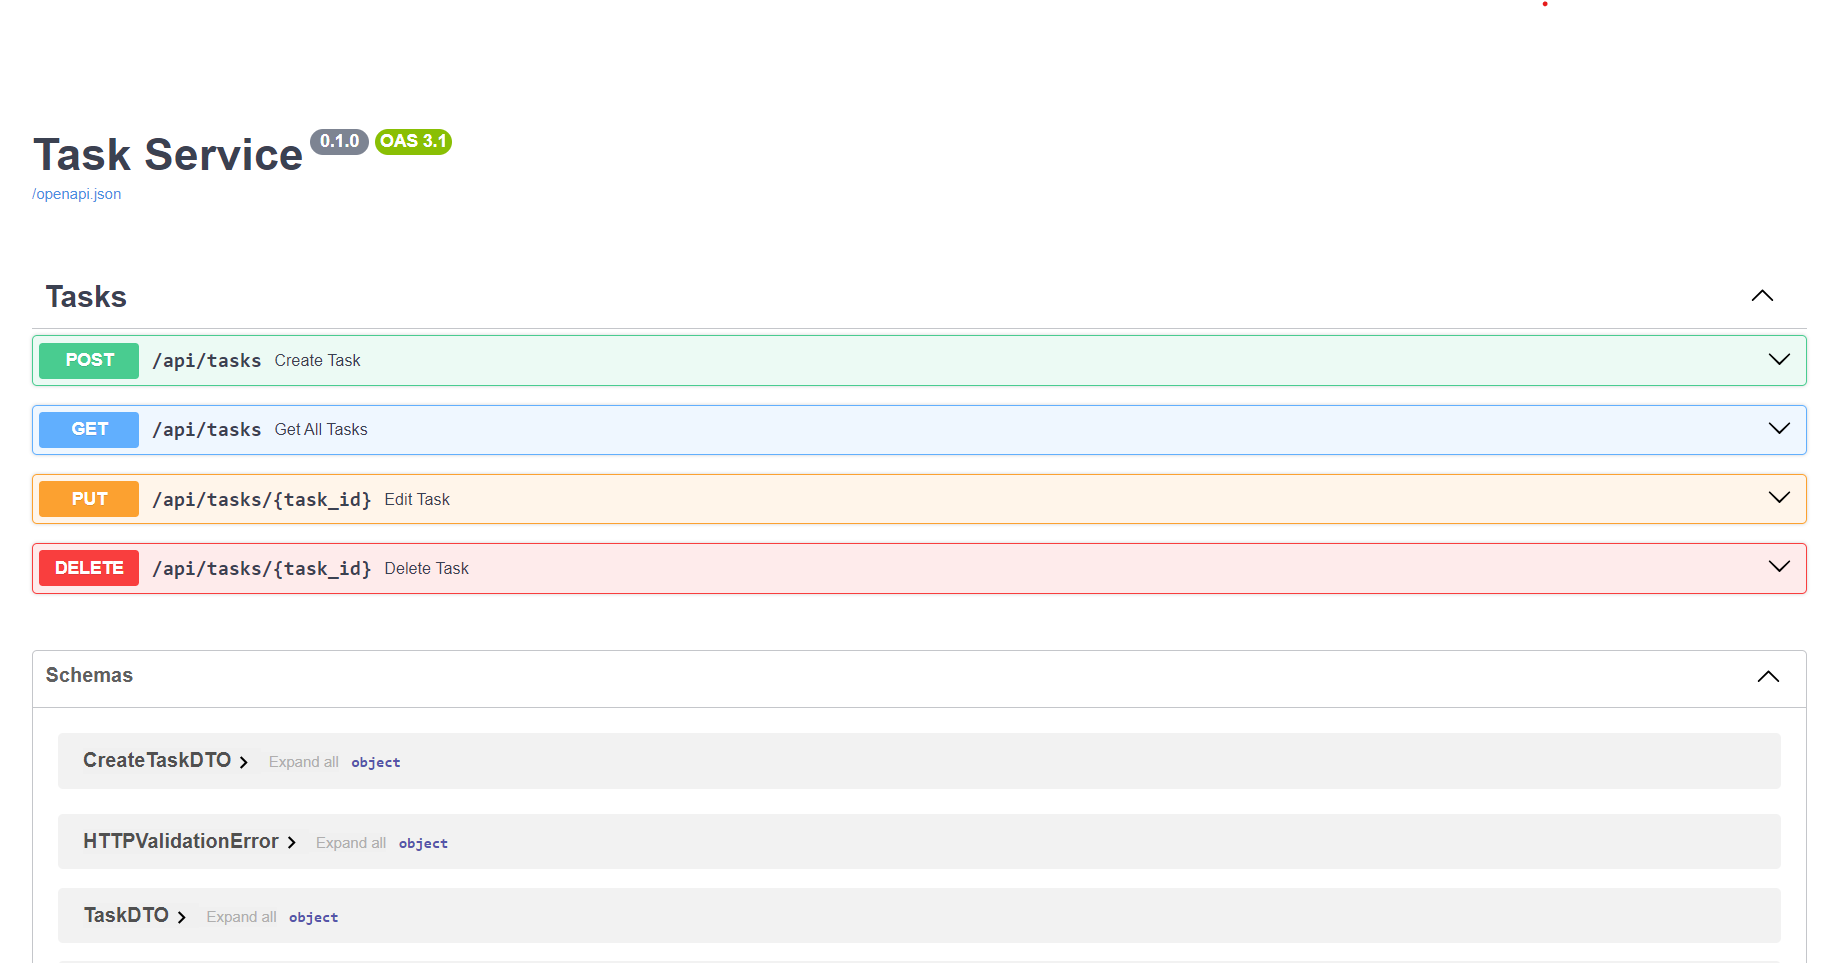 Task Service 0.1.0 OAS 3.1
/openapi.json
Tasks
POST /api/tasks Create Task
GET /api/tasks Get All Tasks
PUT /api/tasks/{task_id} Edit Task
DELETE /api/tasks/{task_id} Delete Task
Schemas
CreateTaskDTO Expand all object
HTTPValidationError Expand all object
TaskDTO Expand all object